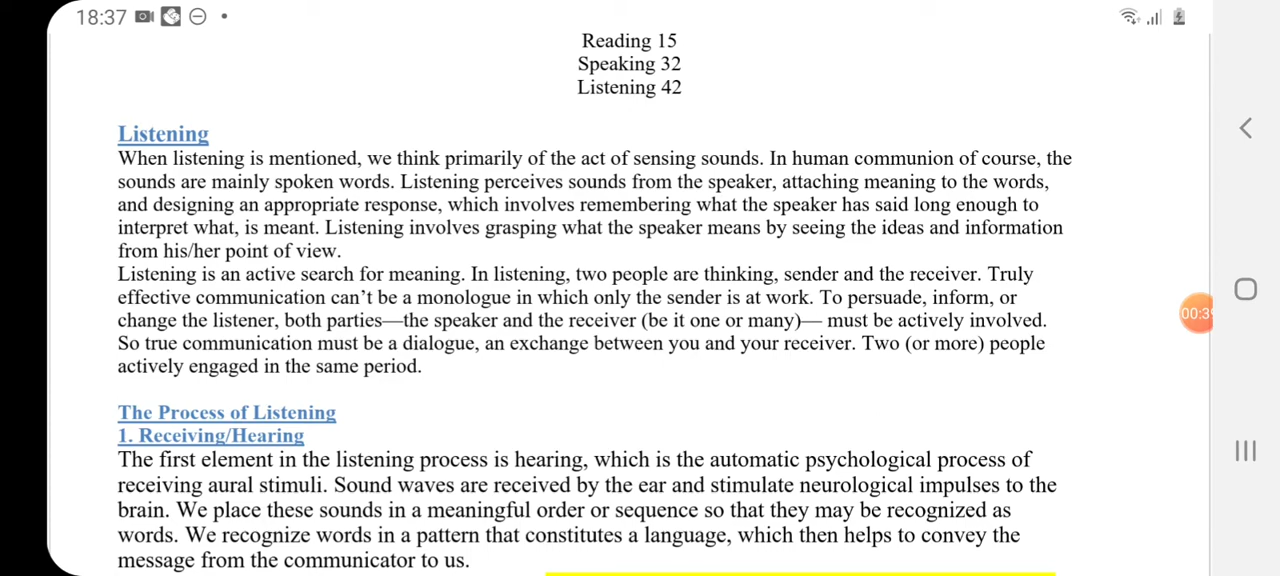 18:37
Reading 15
Speaking 32
Listening 42
Listening
When listening is mentioned, we think primarily of the act of sensing sounds. In human communion of course, the
sounds are mainly spoken words. Listening perceives sounds from the speaker, attaching meaning to the words,
and designing an appropriate response, which involves remembering what the speaker has said long enough to
interpret what, is meant. Listening involves grasping what the speaker means by seeing the ideas and information
from his/her point of view.
Listening is an active search for meaning. In listening, two people are thinking, sender and the receiver. Truly
effective communication can’t be a monologue in which only the sender is at work. To persuade, inform, or
change the listener, both parties—the speaker and the receiver (be it one or many)— must be actively involved.
So true communication must be a dialogue, an exchange between you and your receiver. Two (or more) people
actively engaged in the same period.
The Process of Listening
1. Receiving/Hearing
The first element in the listening process is hearing, which is the automatic psychological process of
receiving aural stimuli. Sound waves are received by the ear and stimulate neurological impulses to the
brain. We place these sounds in a meaningful order or sequence so that they may be recognized as
words. We recognize words in a pattern that constitutes a language, which then helps to convey the
message from the communicator to us.